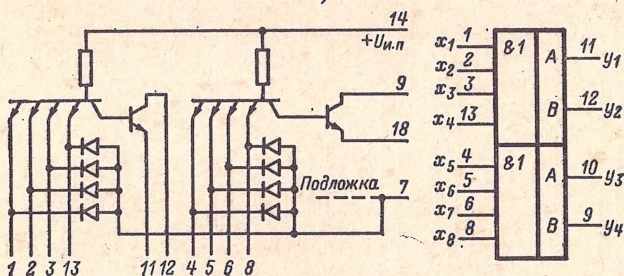 14
+Uи.п
9
18
Подложка 7
1 2 3 13 11 12 4 5 6 8
x1 1 &1 A 11 y1
x2 2
x3 3 B 12 y2
x4 13
x5 4 &1 A 10 y3
x6 5
x7 6 B 9 y4
x8 8